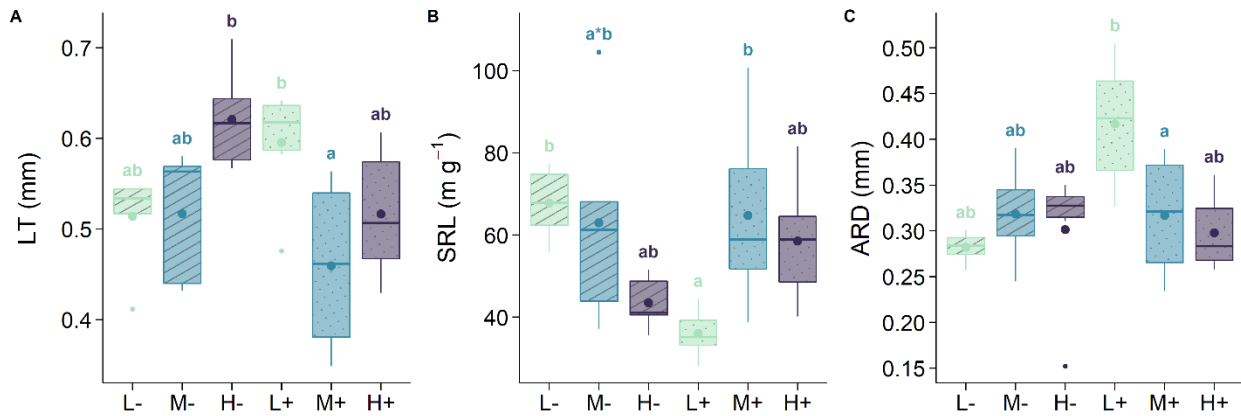 A
LT (mm)
0.7
0.6
0.5
0.4
ab
ab
b
b
a
ab
L- M- H- L+ M+ H+
B
SRL (m g⁻¹)
100
80
60
40
b
a*b
ab
a
b
ab
L- M- H- L+ M+ H+
C
ARD (mm)
0.50
0.45
0.40
0.35
0.30
0.25
0.20
0.15
ab
ab
ab
b
a
ab
L- M- H- L+ M+ H+